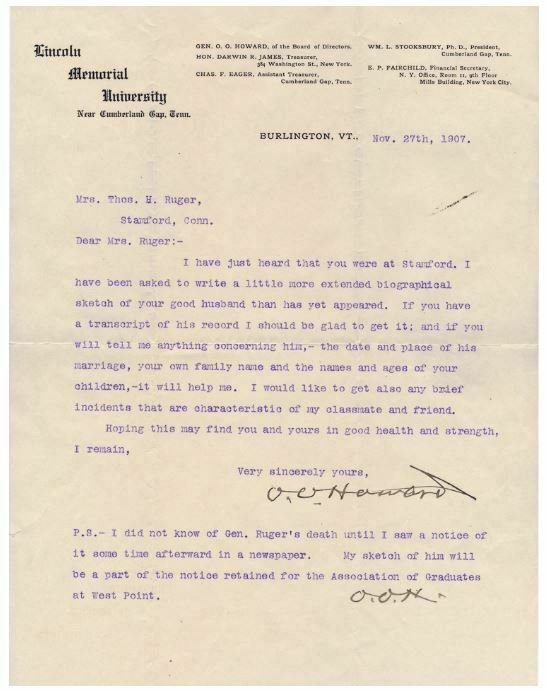 Lincoln
Memorial
University
Near Cumberland Gap, Tenn.
GEN. O. O. HOWARD, of the Board of Directors.
HON. DARWIN R. JAMES, Treasurer,
384 Washington St., New York.
CHAS. F. EAGER, Assistant Treasurer,
Cumberland Gap, Tenn.
WM. L. STOOKSBURY, Ph. D., President,
Cumberland Gap, Tenn.
E. P. FAIRCHILD, Financial Secretary,
N. Y. Office, Room 11, 9th Floor
Mills Building, New York City.
BURLINGTON, VT., Nov. 27th, 1907.
Mrs. Thos. H. Ruger,
Stamford, Conn.
Dear Mrs. Ruger:-
I have just heard that you were at Stamford. I
have been asked to write a little more extended biographical
sketch of your good husband than has yet appeared. If you have
a transcript of his record I should be glad to get it; and if you
will tell me anything concerning him,- the date and place of his
marriage, your own family name and the names and ages of your
children,-it will help me. I would like to get also any brief
incidents that are characteristic of my classmate and friend.
Hoping this may find you and yours in good health and strength,
I remain,
Very sincerely yours,
O. O. Howard
P.S.- I did not know of Gen. Ruger's death until I saw a notice of
it some time afterward in a newspaper. My sketch of him will
be a part of the notice retained for the Association of Graduates
at West Point. O.O.H.